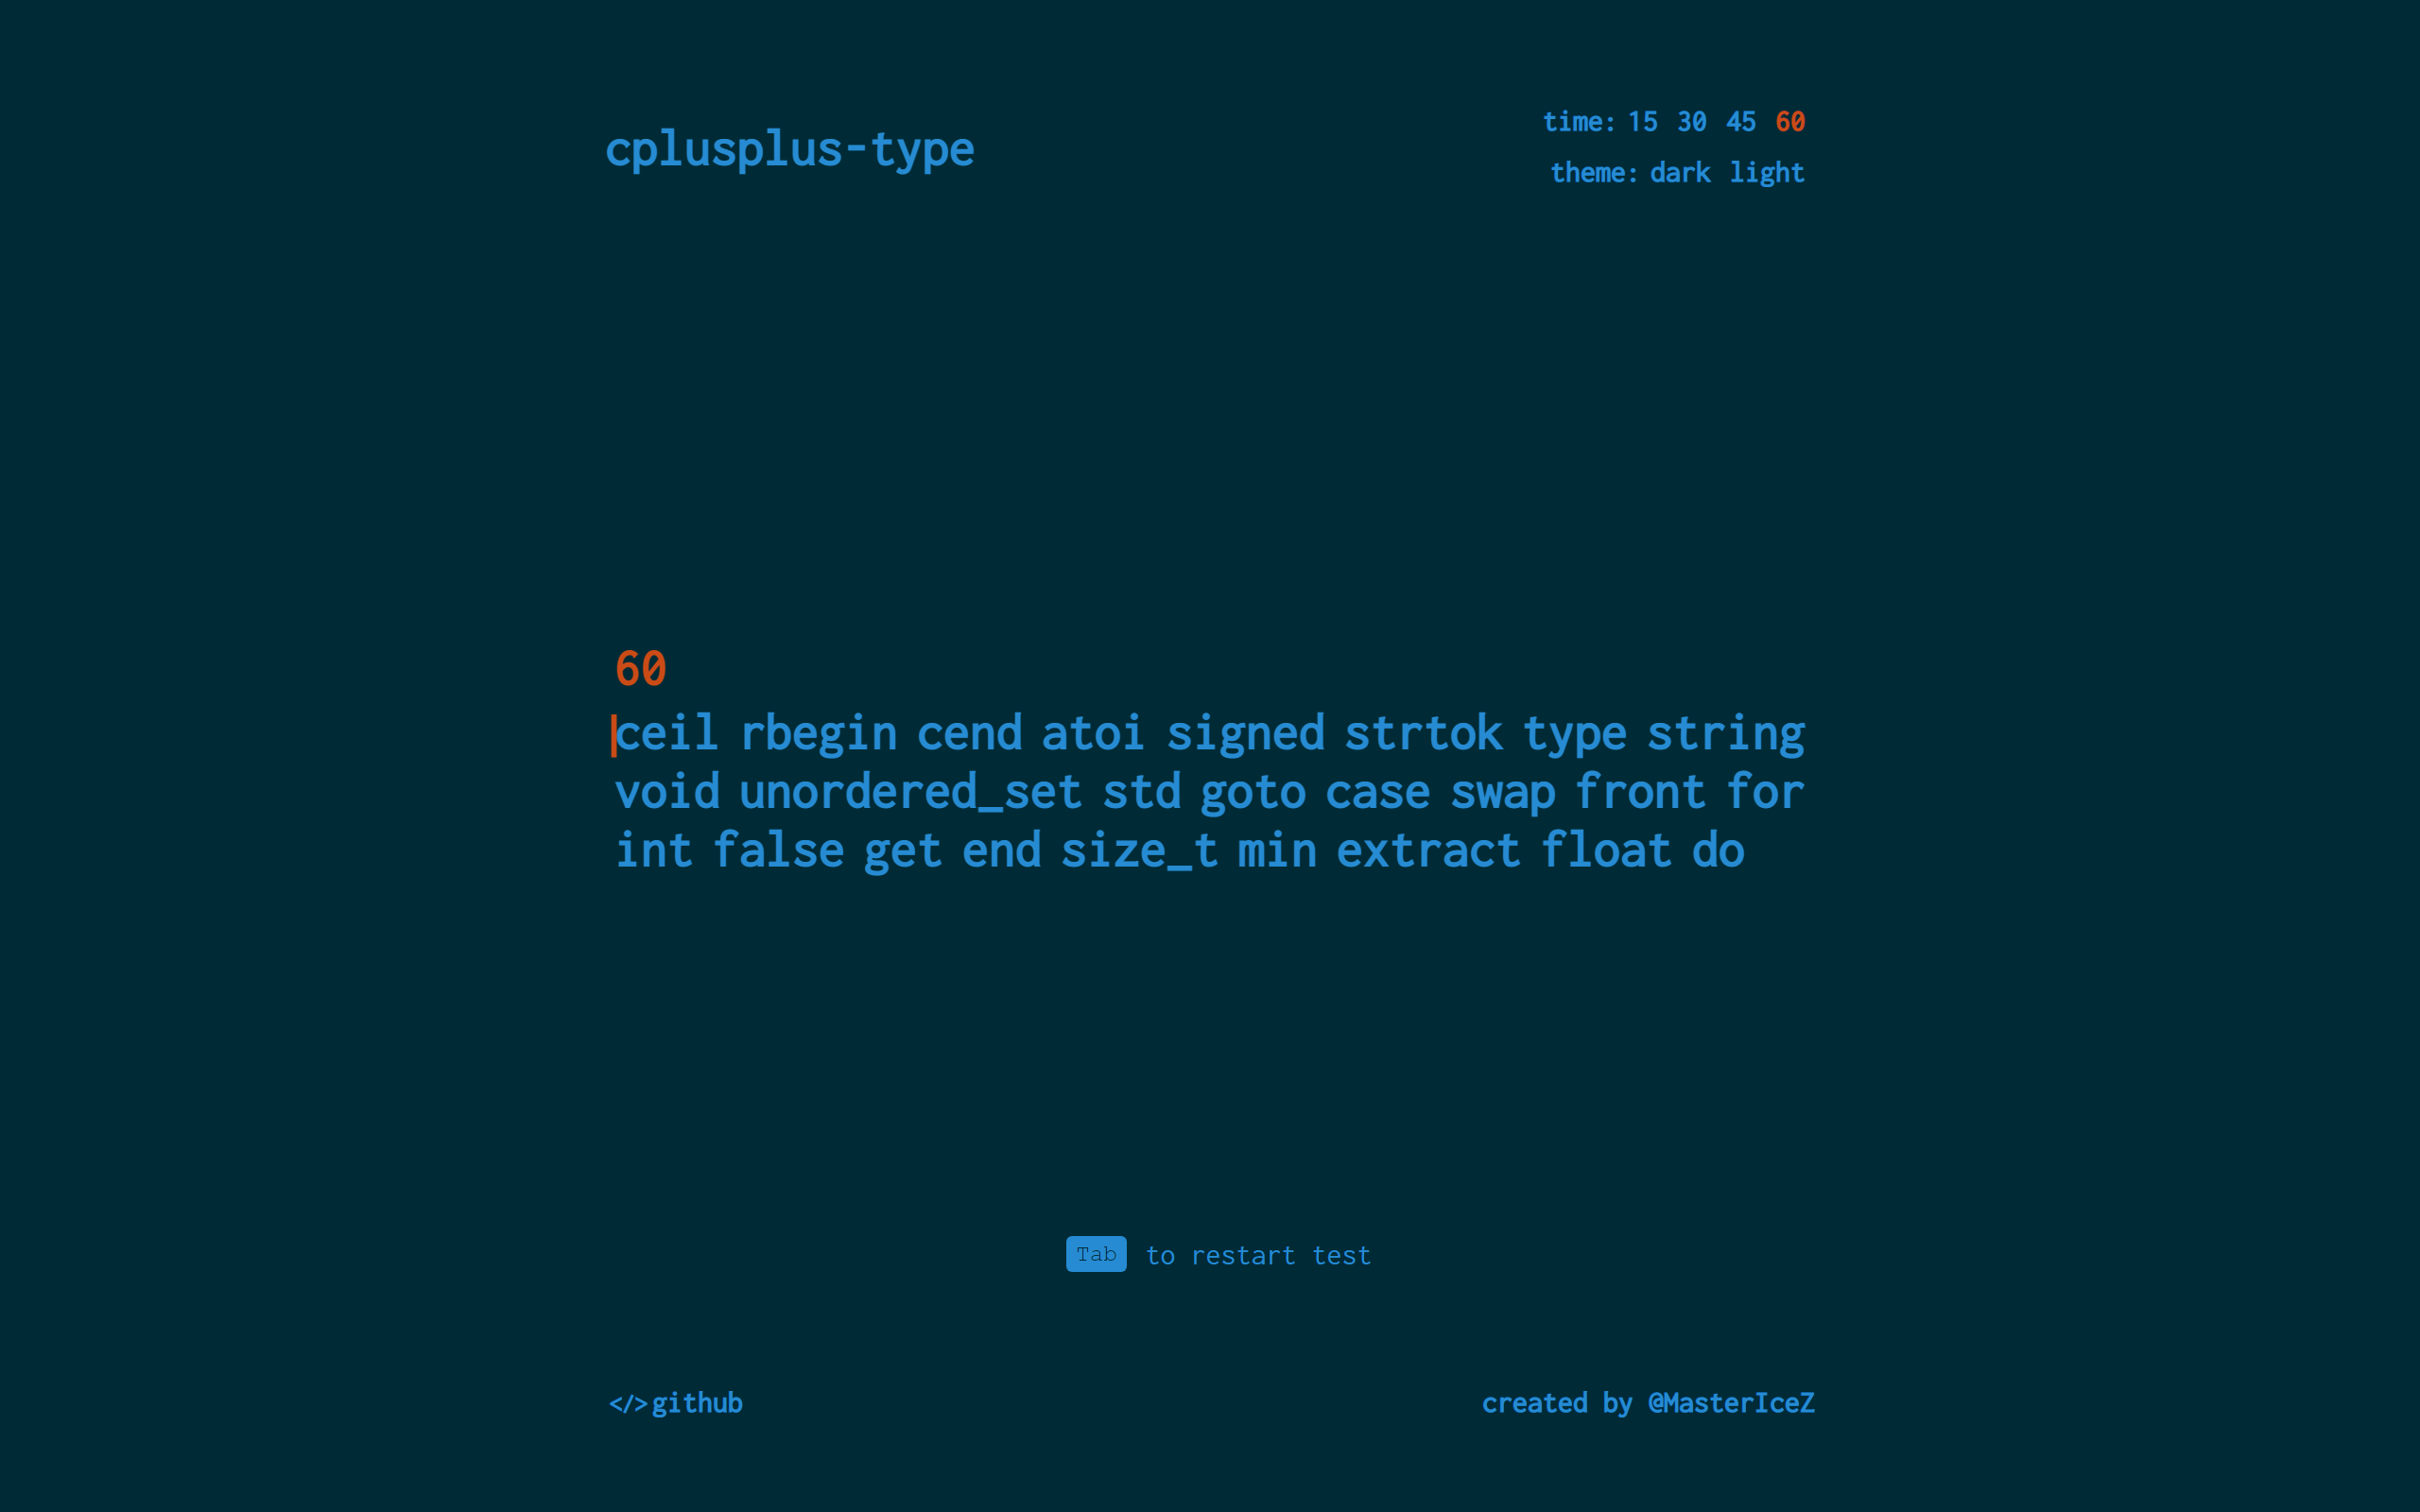 cplusplus-type
time: 15 30 45 60
theme: dark light
60
ceil rbegin cend atoi signed strtok type string
void unordered_set std goto case swap front for
int false get end size_t min extract float do
Tab to restart test
</>github
created by @MasterIceZ